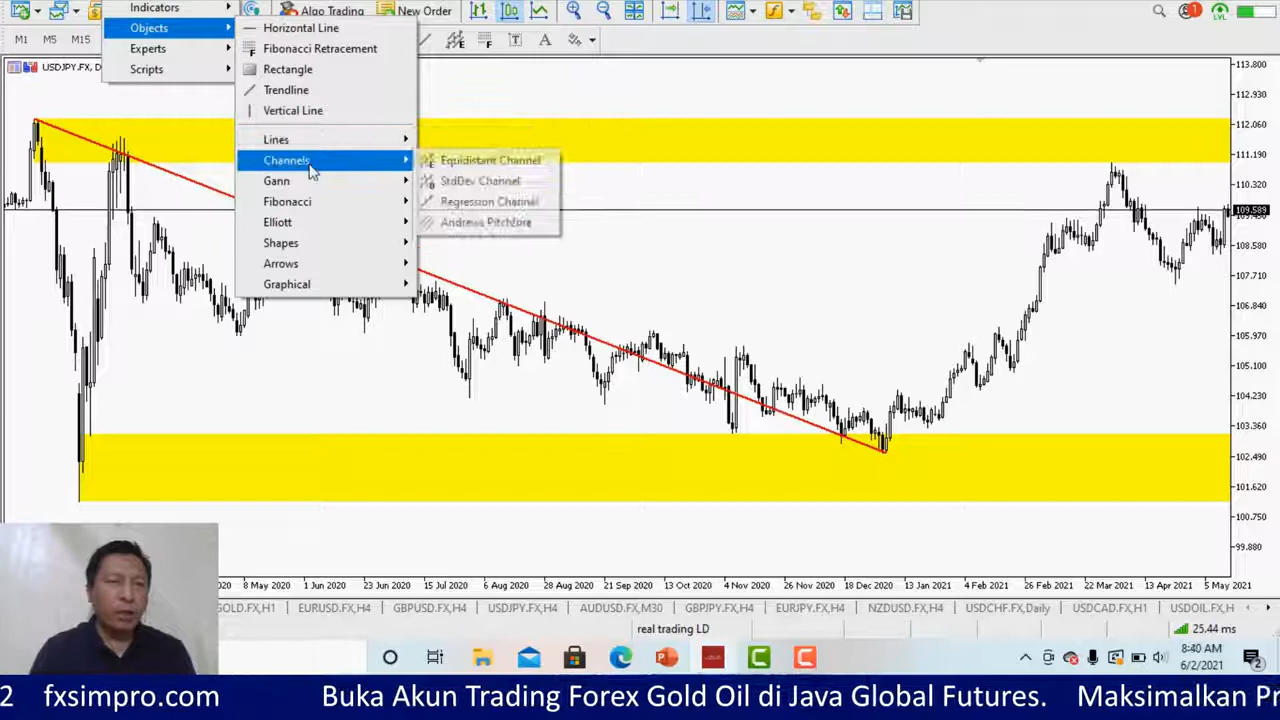 Indicators
Algo Trading
New Order
Objects
Experts
Scripts
Horizontal Line
Fibonacci Retracement
Rectangle
Trendline
Vertical Line
Lines
Channels
Gann
Fibonacci
Elliott
Shapes
Arrows
Graphical
Equidistant Channel
StdDev Channel
Regression Channel
Andrews Pitchfork
M1 M5 M15
USDJPY.FX, D
113.800
112.930
112.060
111.190
110.320
109.589
108.580
107.710
106.840
105.970
105.100
104.230
103.360
102.490
101.620
100.750
99.880
2020 8 May 2020 1 Jun 2020 23 Jun 2020 15 Jul 2020 6 Aug 2020 28 Aug 2020 21 Sep 2020 13 Oct 2020 4 Nov 2020 26 Nov 2020 18 Dec 2020 13 Jan 2021 4 Feb 2021 26 Feb 2021 22 Mar 2021 13 Apr 2021 5 May 2021
GOLD.FX,H1 EURUSD.FX,H4 GBPUSD.FX,H4 USDJPY.FX,H4 AUDUSD.FX,M30 GBPJPY.FX,H4 EURJPY.FX,H4 NZDUSD.FX,H4 USDCHF.FX,Daily USDCAD.FX,H1 USDOIL.FX,H
real trading LD
25.44 ms
8:40 AM
6/2/2021
2 fxsimpro.com Buka Akun Trading Forex Gold Oil di Java Global Futures. Maksimalkan Pr